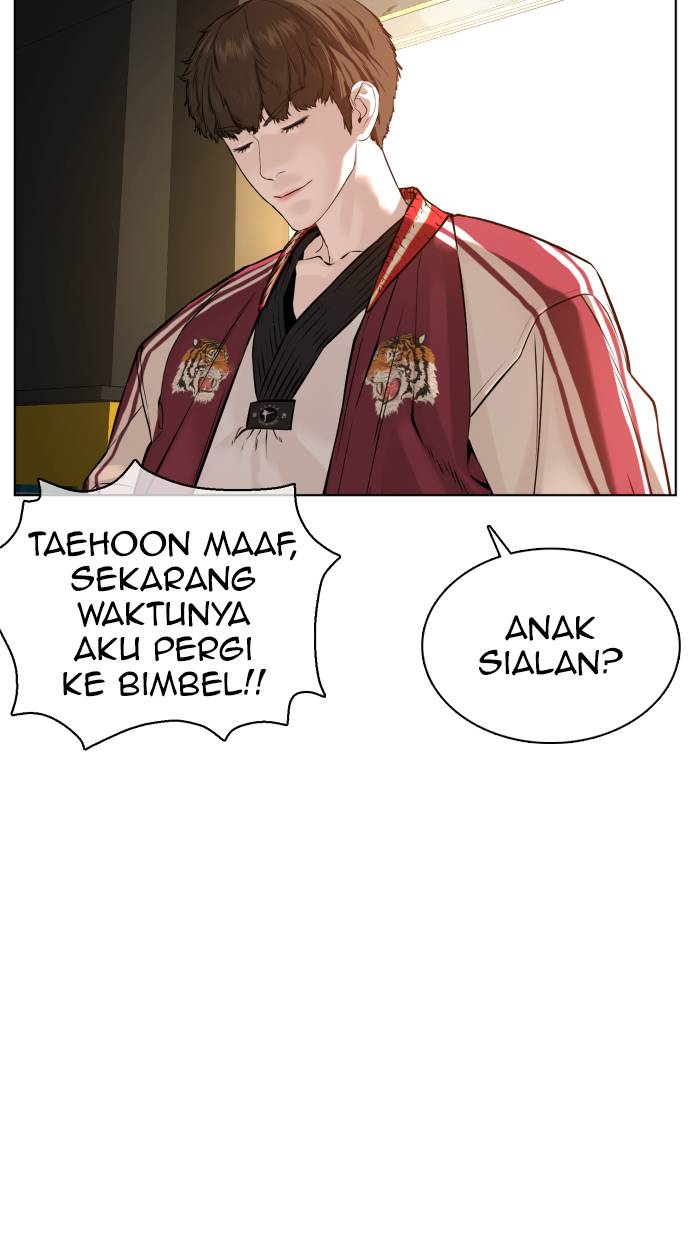 TAEHOON MAAF,
SEKARANG
WAKTUNYA
AKU PERGI
KE BIMBEL!!
ANAK
SIALAN?